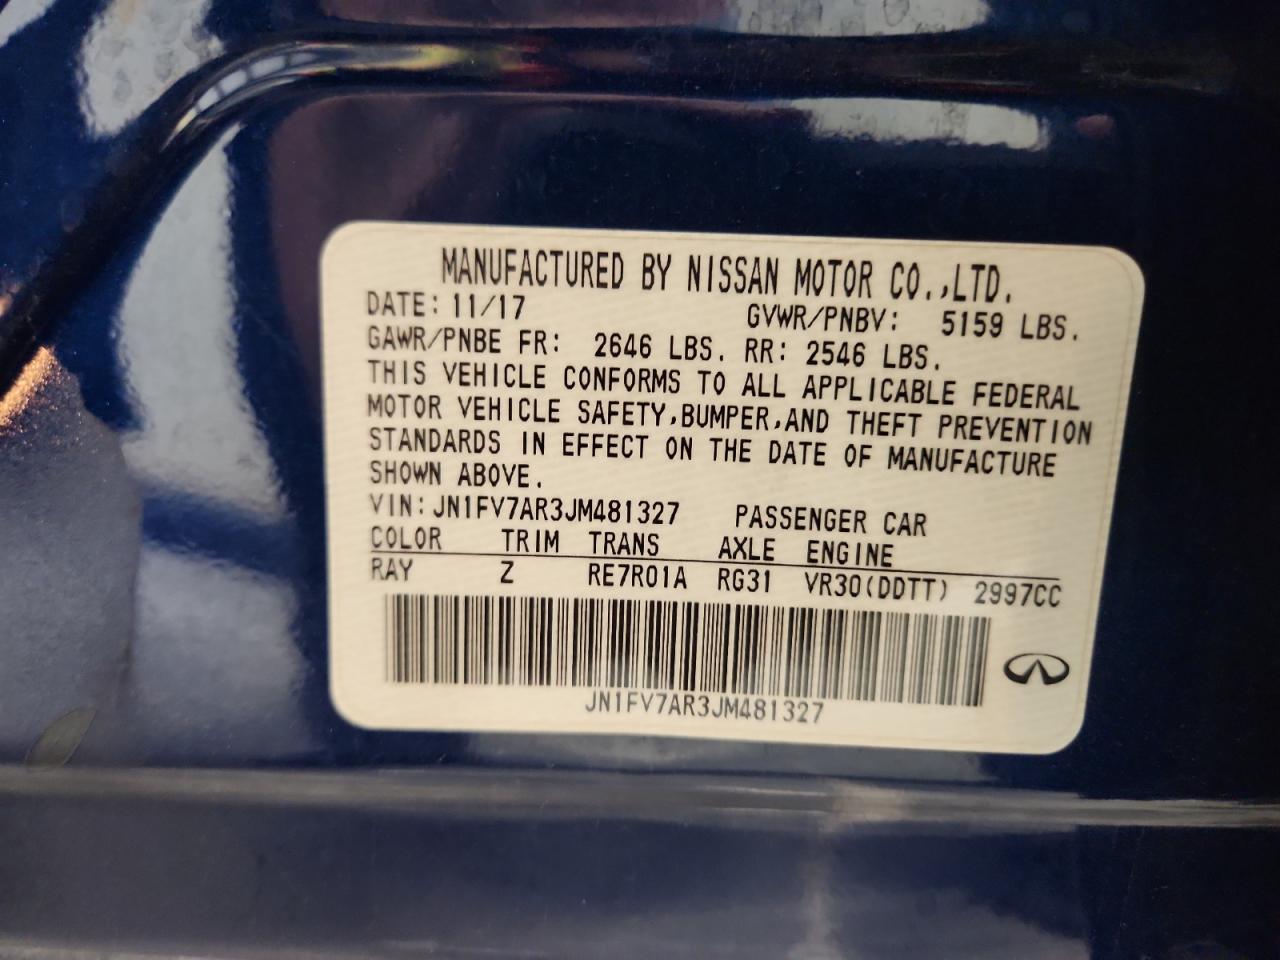 MANUFACTURED BY NISSAN MOTOR CO.,LTD.
DATE: 11/17 GVWR/PNBV: 5159 LBS.
GAWR/PNBE FR: 2646 LBS. RR: 2546 LBS.
THIS VEHICLE CONFORMS TO ALL APPLICABLE FEDERAL
MOTOR VEHICLE SAFETY,BUMPER,AND THEFT PREVENTION
STANDARDS IN EFFECT ON THE DATE OF MANUFACTURE
SHOWN ABOVE.
VIN: JN1FV7AR3JM481327 PASSENGER CAR
COLOR TRIM TRANS AXLE ENGINE
RAY Z RE7R01A RG31 VR30(DDTT) 2997CC
JN1FV7AR3JM481327